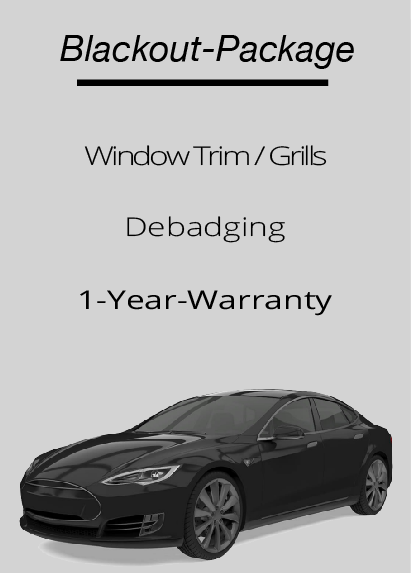 Blackout-Package
Window Trim / Grills
Debadging
1-Year-Warranty